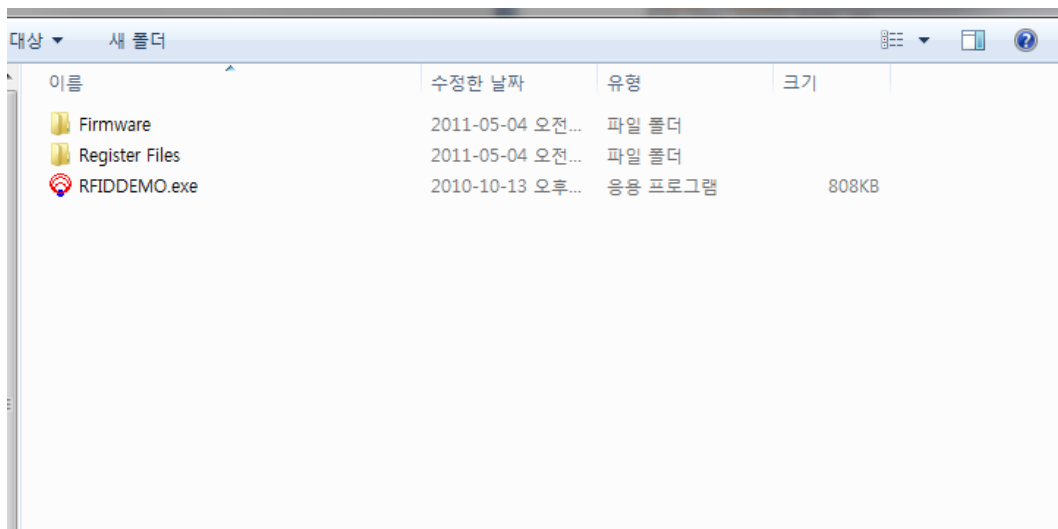 대상 새 폴더
이름 수정한 날짜 유형 크기
Firmware 2011-05-04 오전... 파일 폴더
Register Files 2011-05-04 오전... 파일 폴더
RFIDDEMO.exe 2010-10-13 오후... 응용 프로그램 808KB